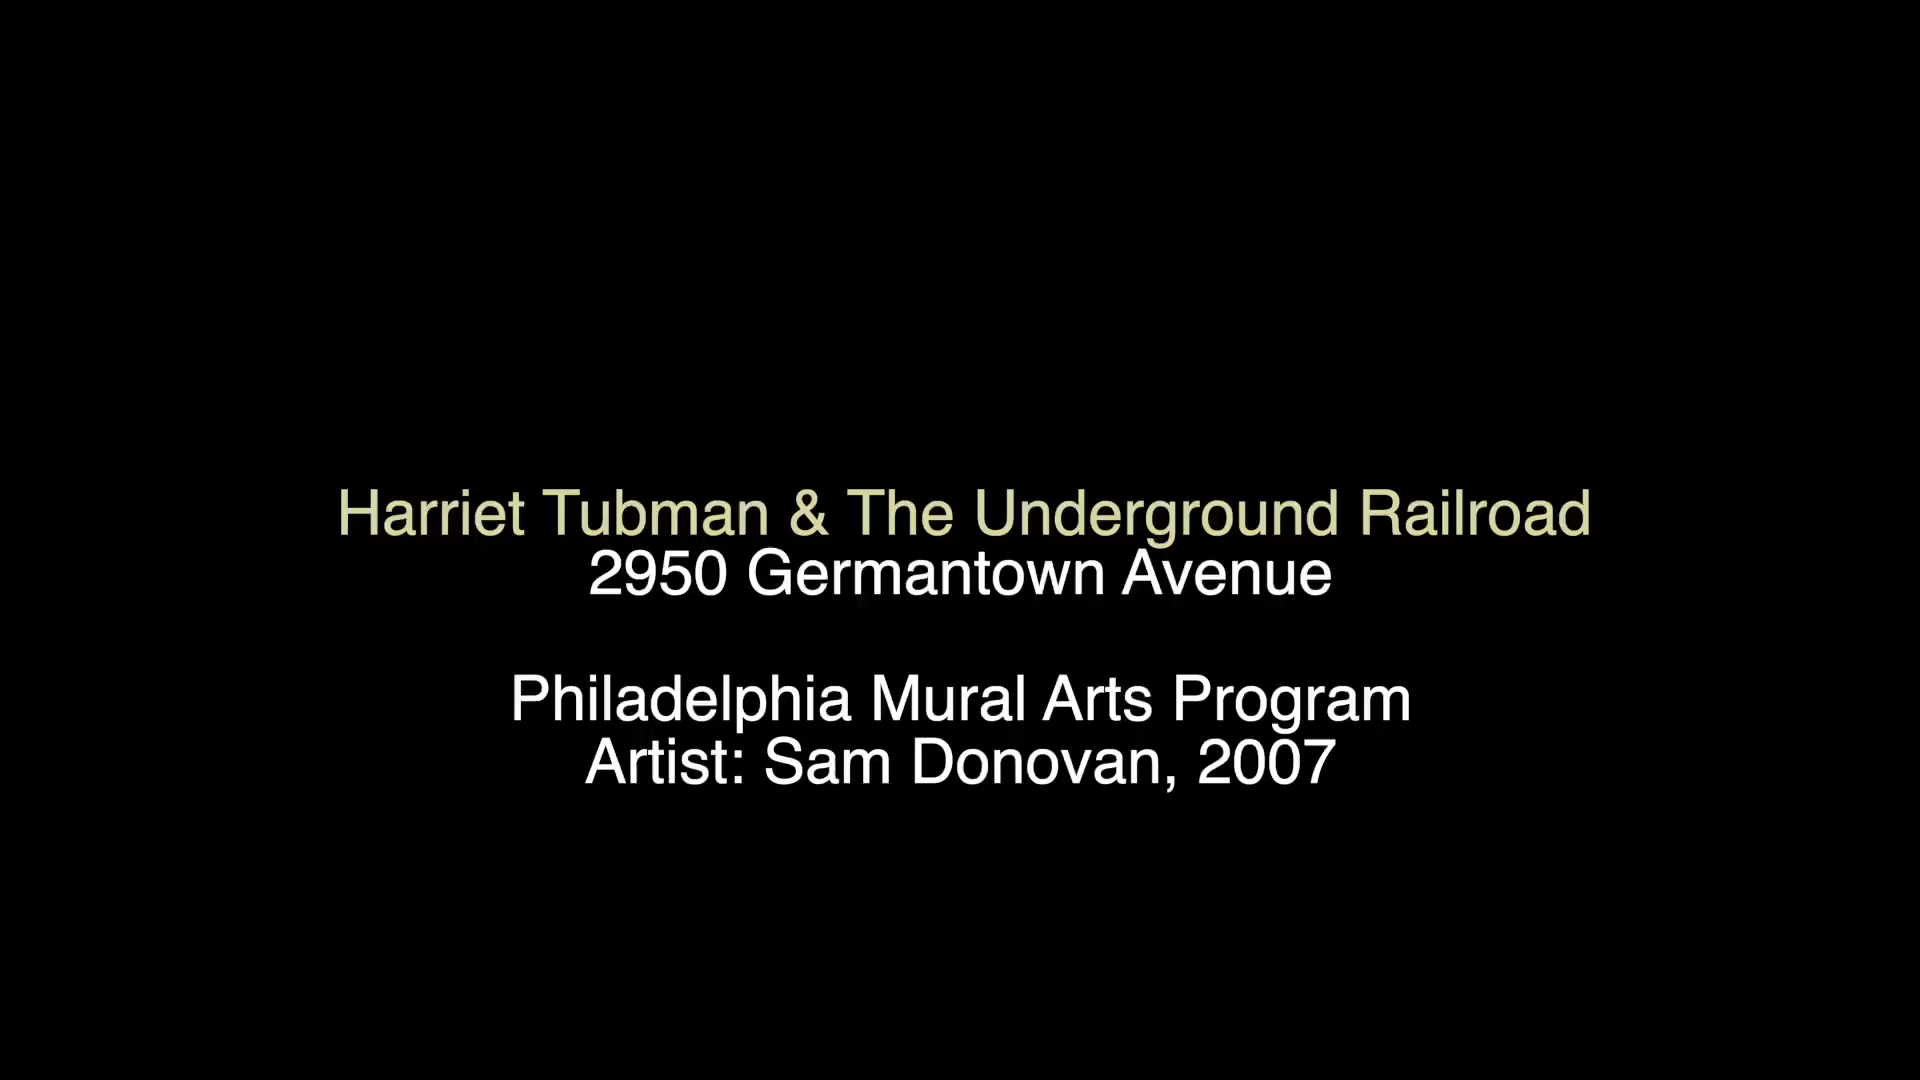 Harriet Tubman & The Underground Railroad
2950 Germantown Avenue
Philadelphia Mural Arts Program
Artist: Sam Donovan, 2007